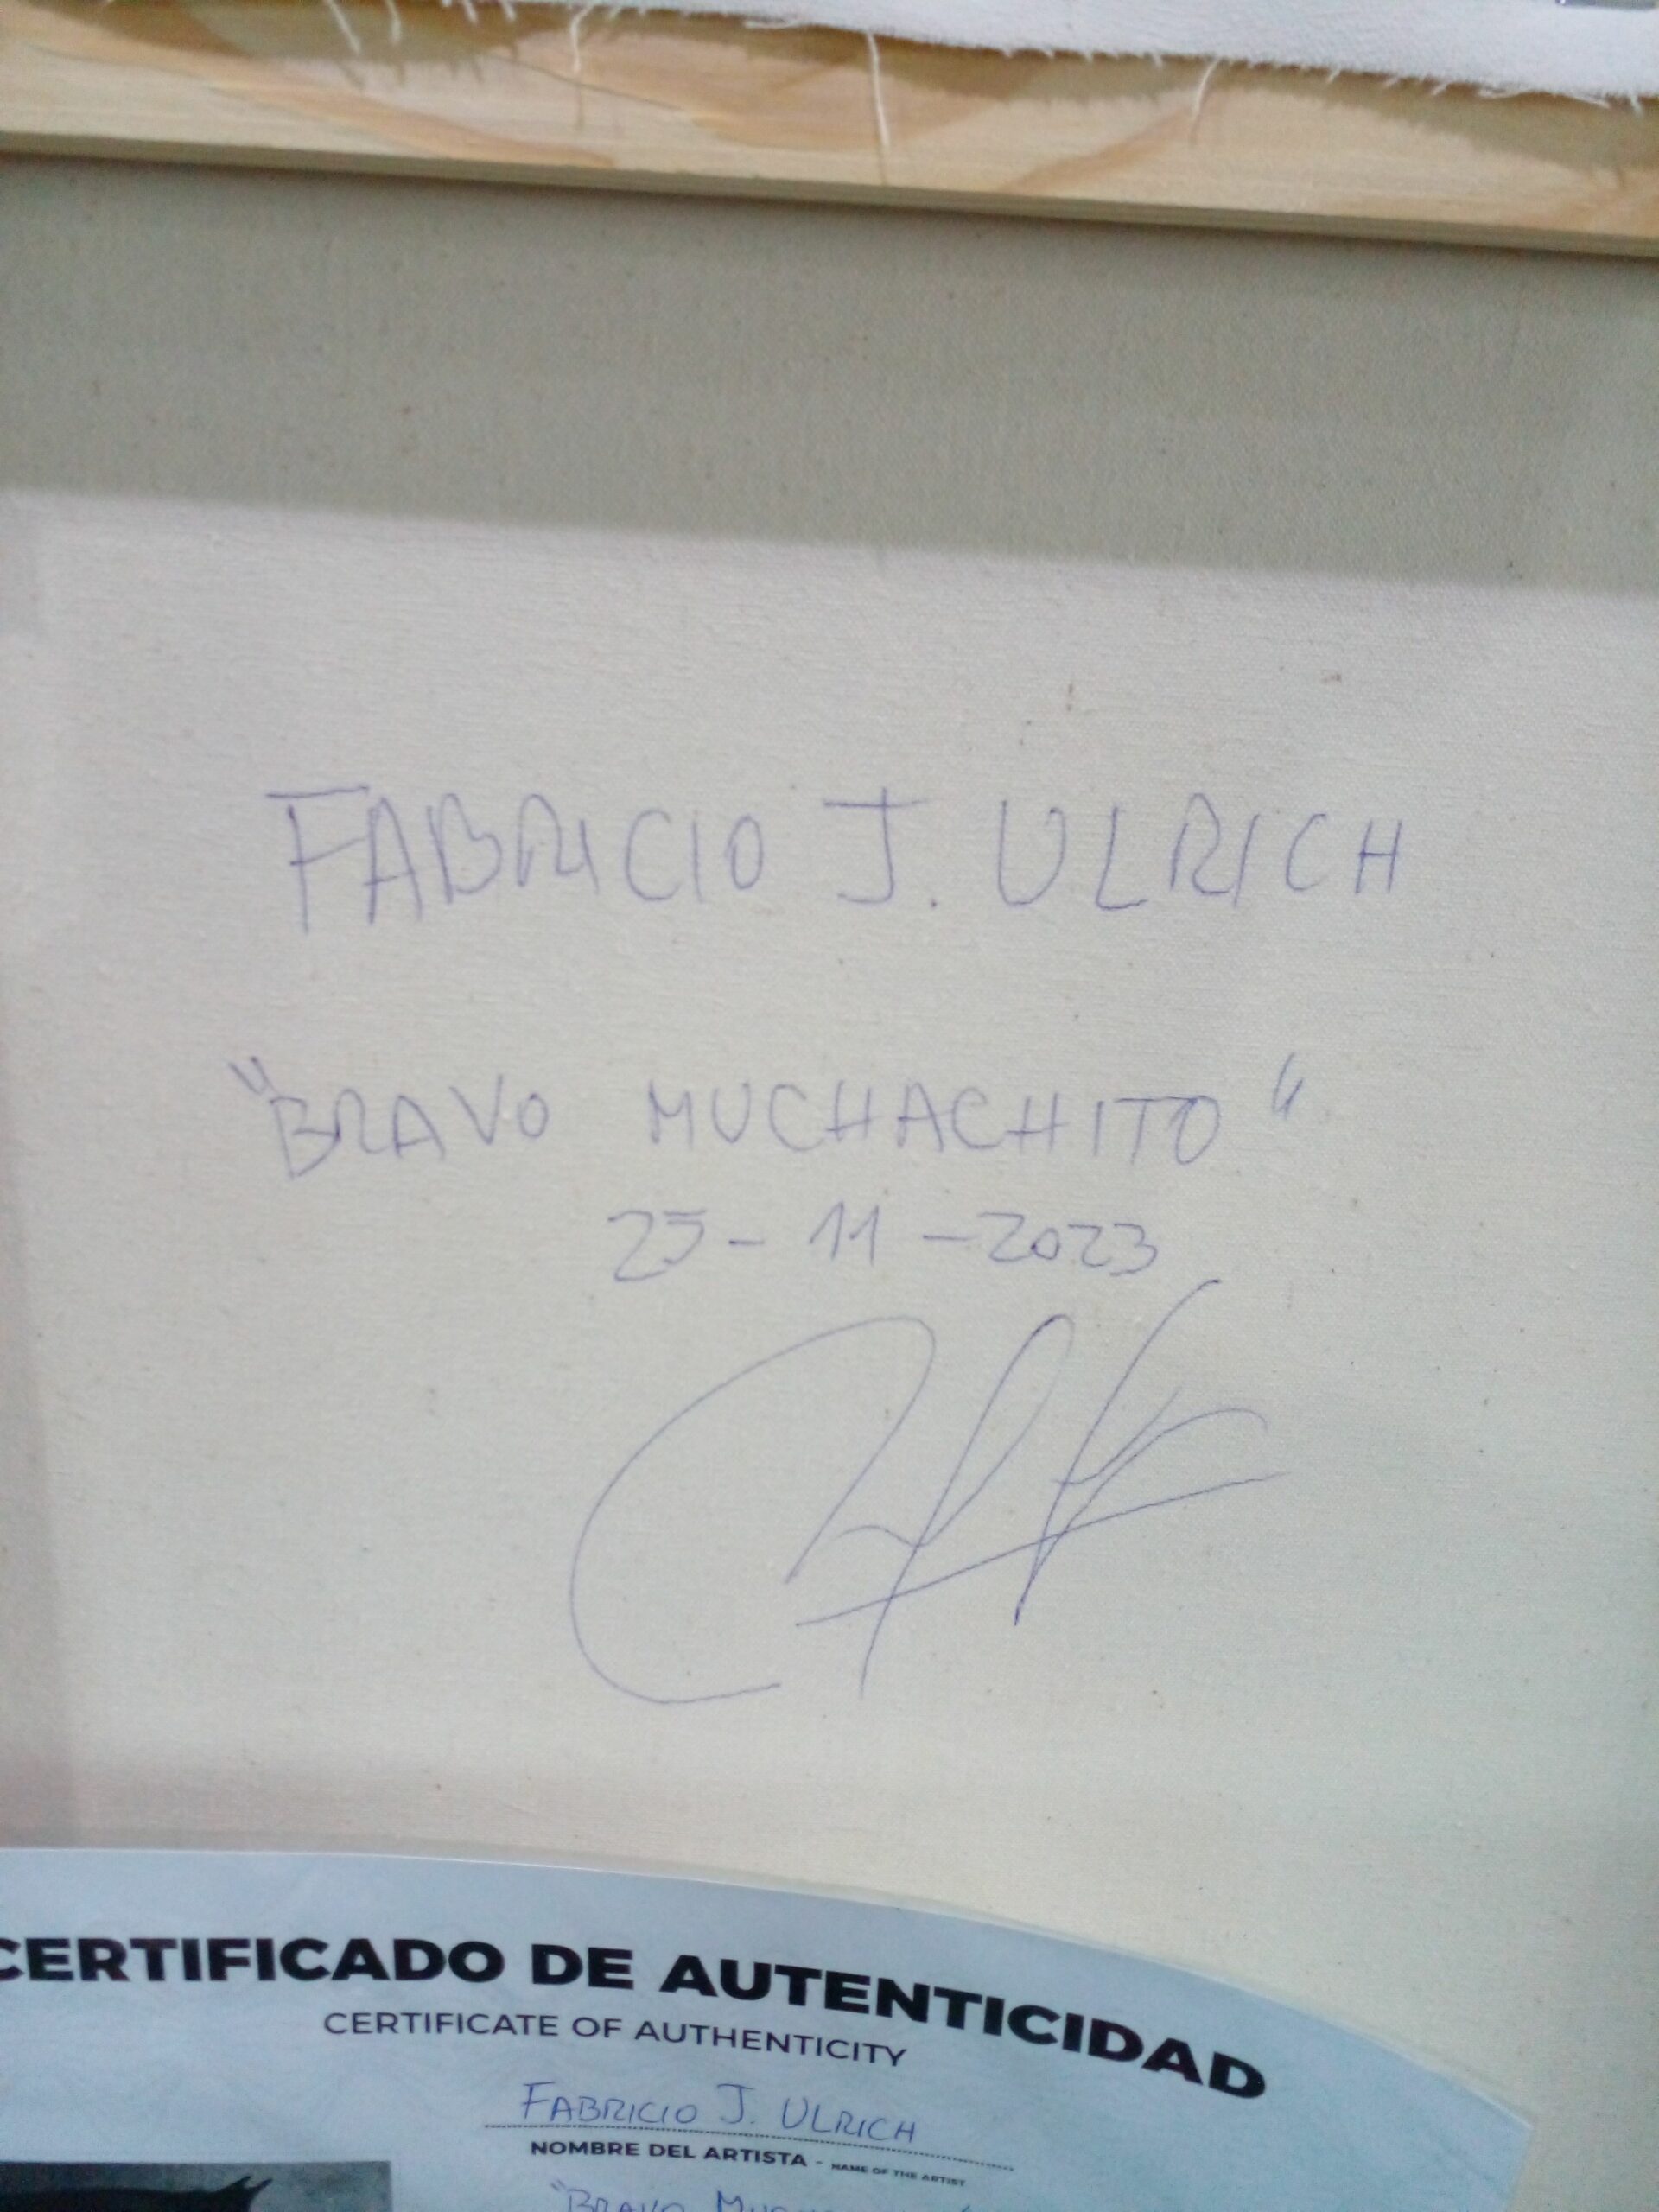 FABRICIO J. ULRICH
"BRAVO MUCHACHITO"
25-11-2023
CERTIFICADO DE AUTENTICIDAD
CERTIFICATE OF AUTHENTICITY
FABRICIO J. ULRICH
NOMBRE DEL ARTISTA - NAME OF THE ARTIST
"BRAVO